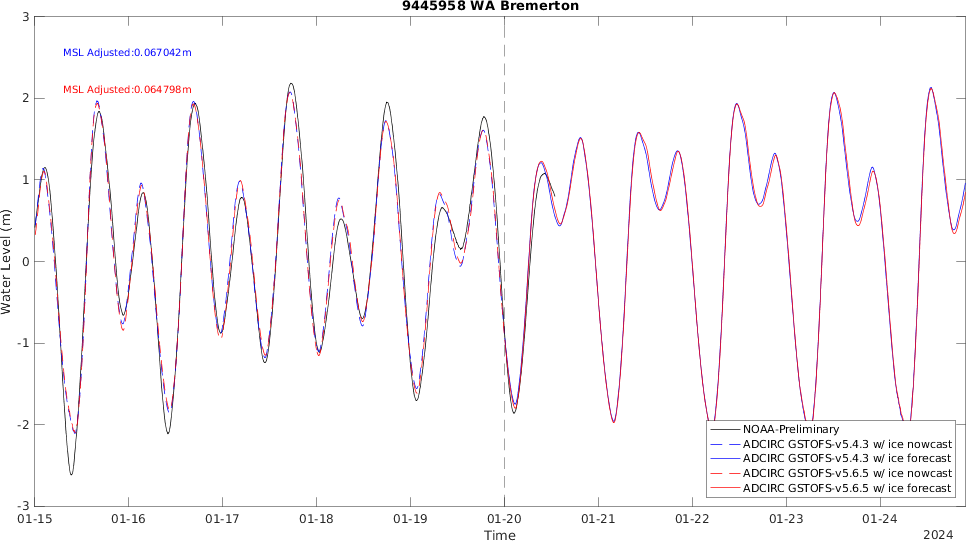 9445958 WA Bremerton
MSL Adjusted:0.067042m
MSL Adjusted:0.064798m
Water Level (m)
3
2
1
0
-1
-2
-3
NOAA-Preliminary
ADCIRC GSTOFS-v5.4.3 w/ ice nowcast
ADCIRC GSTOFS-v5.4.3 w/ ice forecast
ADCIRC GSTOFS-v5.6.5 w/ ice nowcast
ADCIRC GSTOFS-v5.6.5 w/ ice forecast
01-15 01-16 01-17 01-18 01-19 01-20 01-21 01-22 01-23 01-24
Time
2024